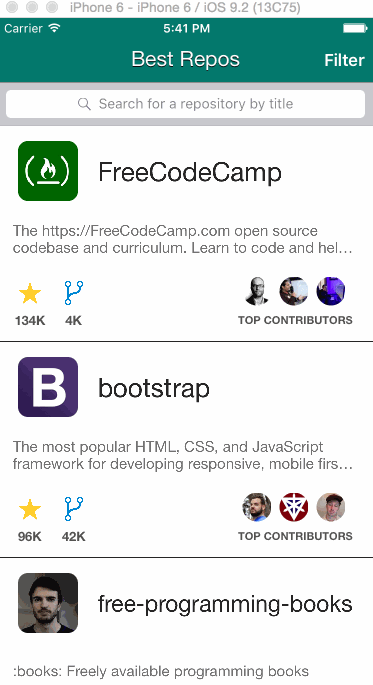 iPhone 6 - iPhone 6 / iOS 9.2 (13C75)
Carrier 5:41 PM
Best Repos Filter
Search for a repository by title
FreeCodeCamp
The https://FreeCodeCamp.com open source
codebase and curriculum. Learn to code and hel...
134K 4K TOP CONTRIBUTORS
B
bootstrap
The most popular HTML, CSS, and JavaScript
framework for developing responsive, mobile firs...
96K 42K TOP CONTRIBUTORS
free-programming-books
:books: Freely available programming books